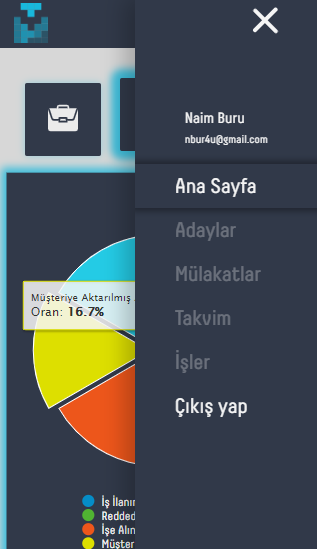 Naim Buru
nbur4u@gmail.com
Ana Sayfa
Adaylar
Mülakatlar
Takvim
İşler
Çıkış yap
Müşteriye Aktarılmış
Oran: 16.7%
İş İlanın
Redded
İşe Alın
Müşter